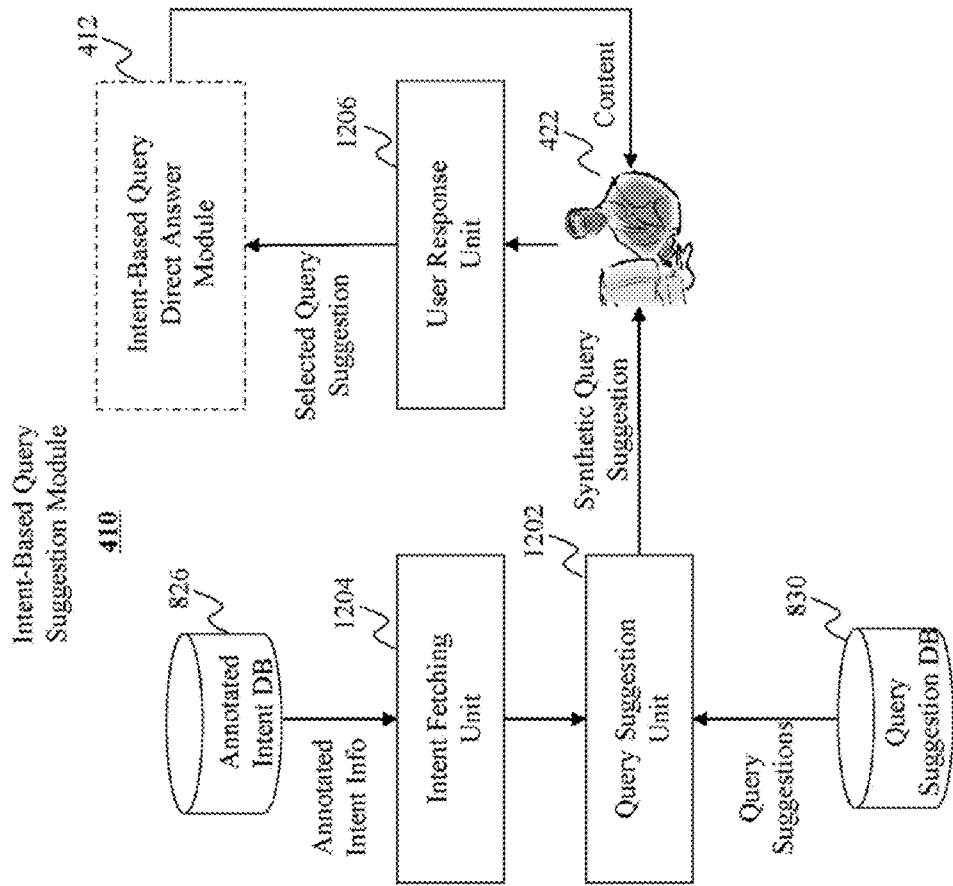 Intent-Based Query
Suggestion Module
410
826
Annotated
Intent DB
Annotated
Intent Info
1204
Intent Fetching
Unit
1202
Query Suggestion
Unit
Query
Suggestions
830
Query
Suggestion DB
Synthetic Query
Suggestion
422
Content
1206
User Response
Unit
Selected Query
Suggestion
412
Intent-Based Query
Direct Answer
Module